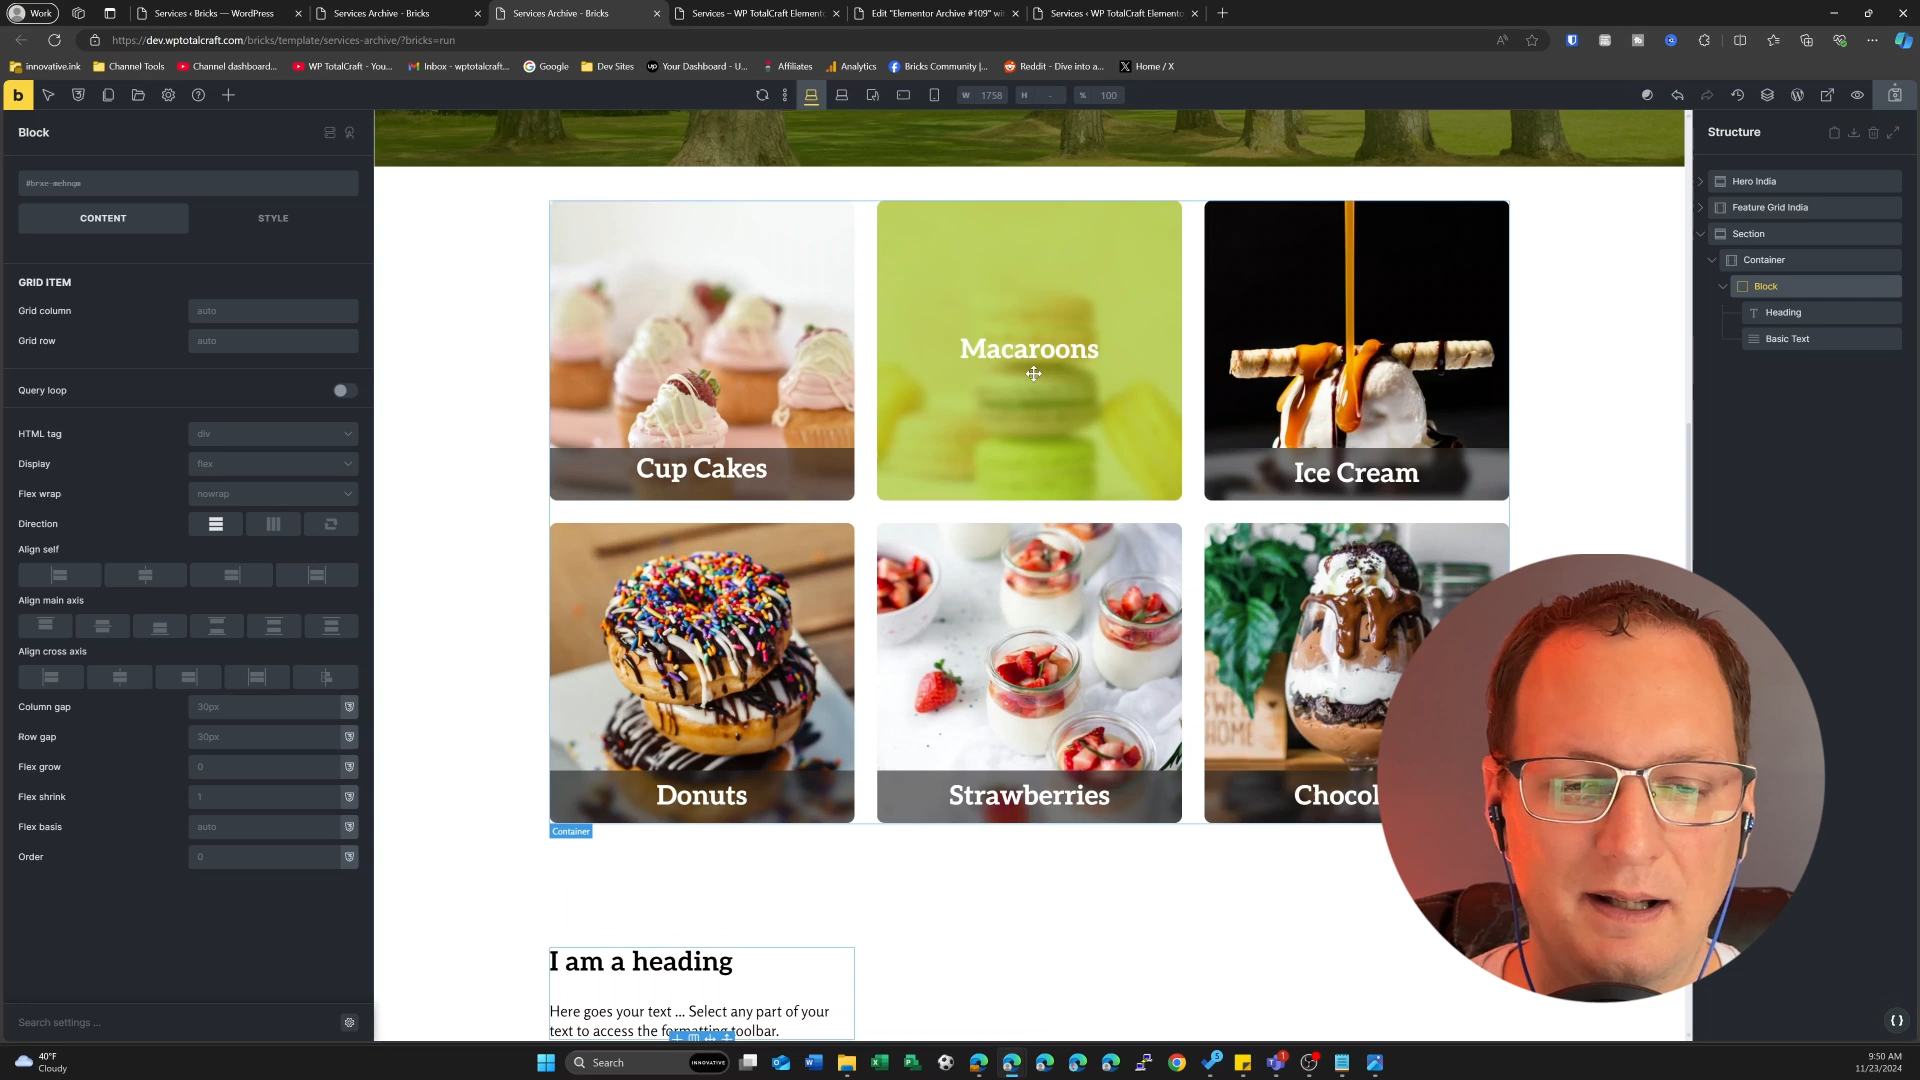 Work
Services ‹ Bricks — WordPress
Services Archive - Bricks
Services Archive - Bricks
Services – WP TotalCraft Elemento
Edit "Elementor Archive #109" wi
Services ‹ WP TotalCraft Elemento
https://dev.wptotalcraft.com/bricks/template/services-archive/?bricks=run
innovative.ink
Channel Tools
Channel dashboard...
WP TotalCraft - You...
Inbox - wptotalcraft...
Google
Dev Sites
Your Dashboard - U...
Affiliates
Analytics
Bricks Community |...
Reddit - Dive into a...
Home / X
b
W 1758
H -
% 100
Block
#brxe-mehnqm
CONTENT
STYLE
GRID ITEM
Grid column auto
Grid row auto
Query loop
HTML tag div
Display flex
Flex wrap nowrap
Direction
Align self
Align main axis
Align cross axis
Column gap 30px
Row gap 30px
Flex grow 0
Flex shrink 1
Flex basis auto
Order 0
Search settings ...
Cup Cakes
Macaroons
Ice Cream
Donuts
Strawberries
Chocol
Container
I am a heading
Here goes your text ... Select any part of your
text to access the formatting toolbar.
Structure
Hero India
Feature Grid India
Section
Container
Block
Heading
Basic Text
40°F
Cloudy
Search
INNOVATIVE
9:50 AM
11/23/2024